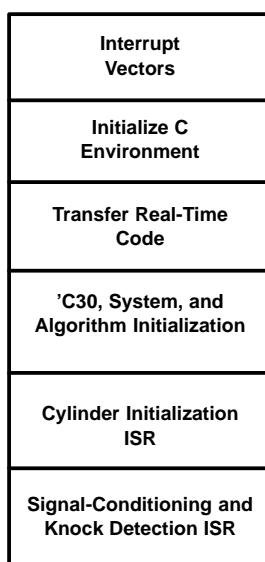 Interrupt
Vectors
Initialize C
Environment
Transfer Real-Time
Code
’C30, System, and
Algorithm Initialization
Cylinder Initialization
ISR
Signal-Conditioning and
Knock Detection ISR